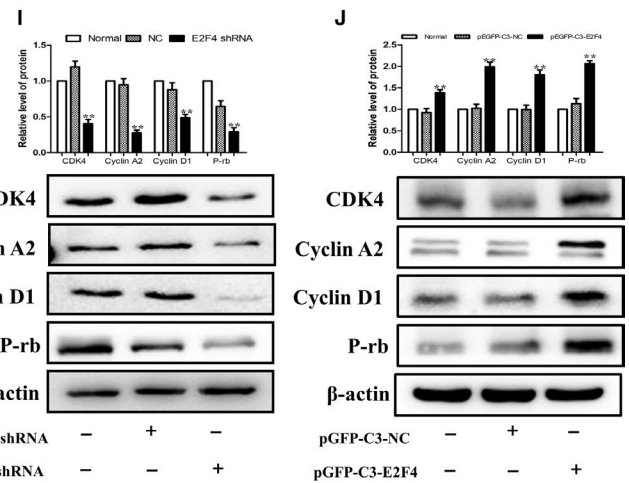 I
Normal NC E2F4 shRNA
Relative level of protein
1.5
1.0
0.5
0.0
** ** ** **
CDK4 Cyclin A2 Cyclin D1 P-rb
DK4
n A2
n D1
P-rb
actin
shRNA - + -
shRNA - - +
J
Normal pEGFP-C3-NC pEGFP-C3-E2F4
Relative level of protein
2.5
2.0
1.5
1.0
0.5
0.0
** ** ** **
CDK4 Cyclin A2 Cyclin D1 P-rb
CDK4
Cyclin A2
Cyclin D1
P-rb
β-actin
pGFP-C3-NC - + -
pGFP-C3-E2F4 - - +